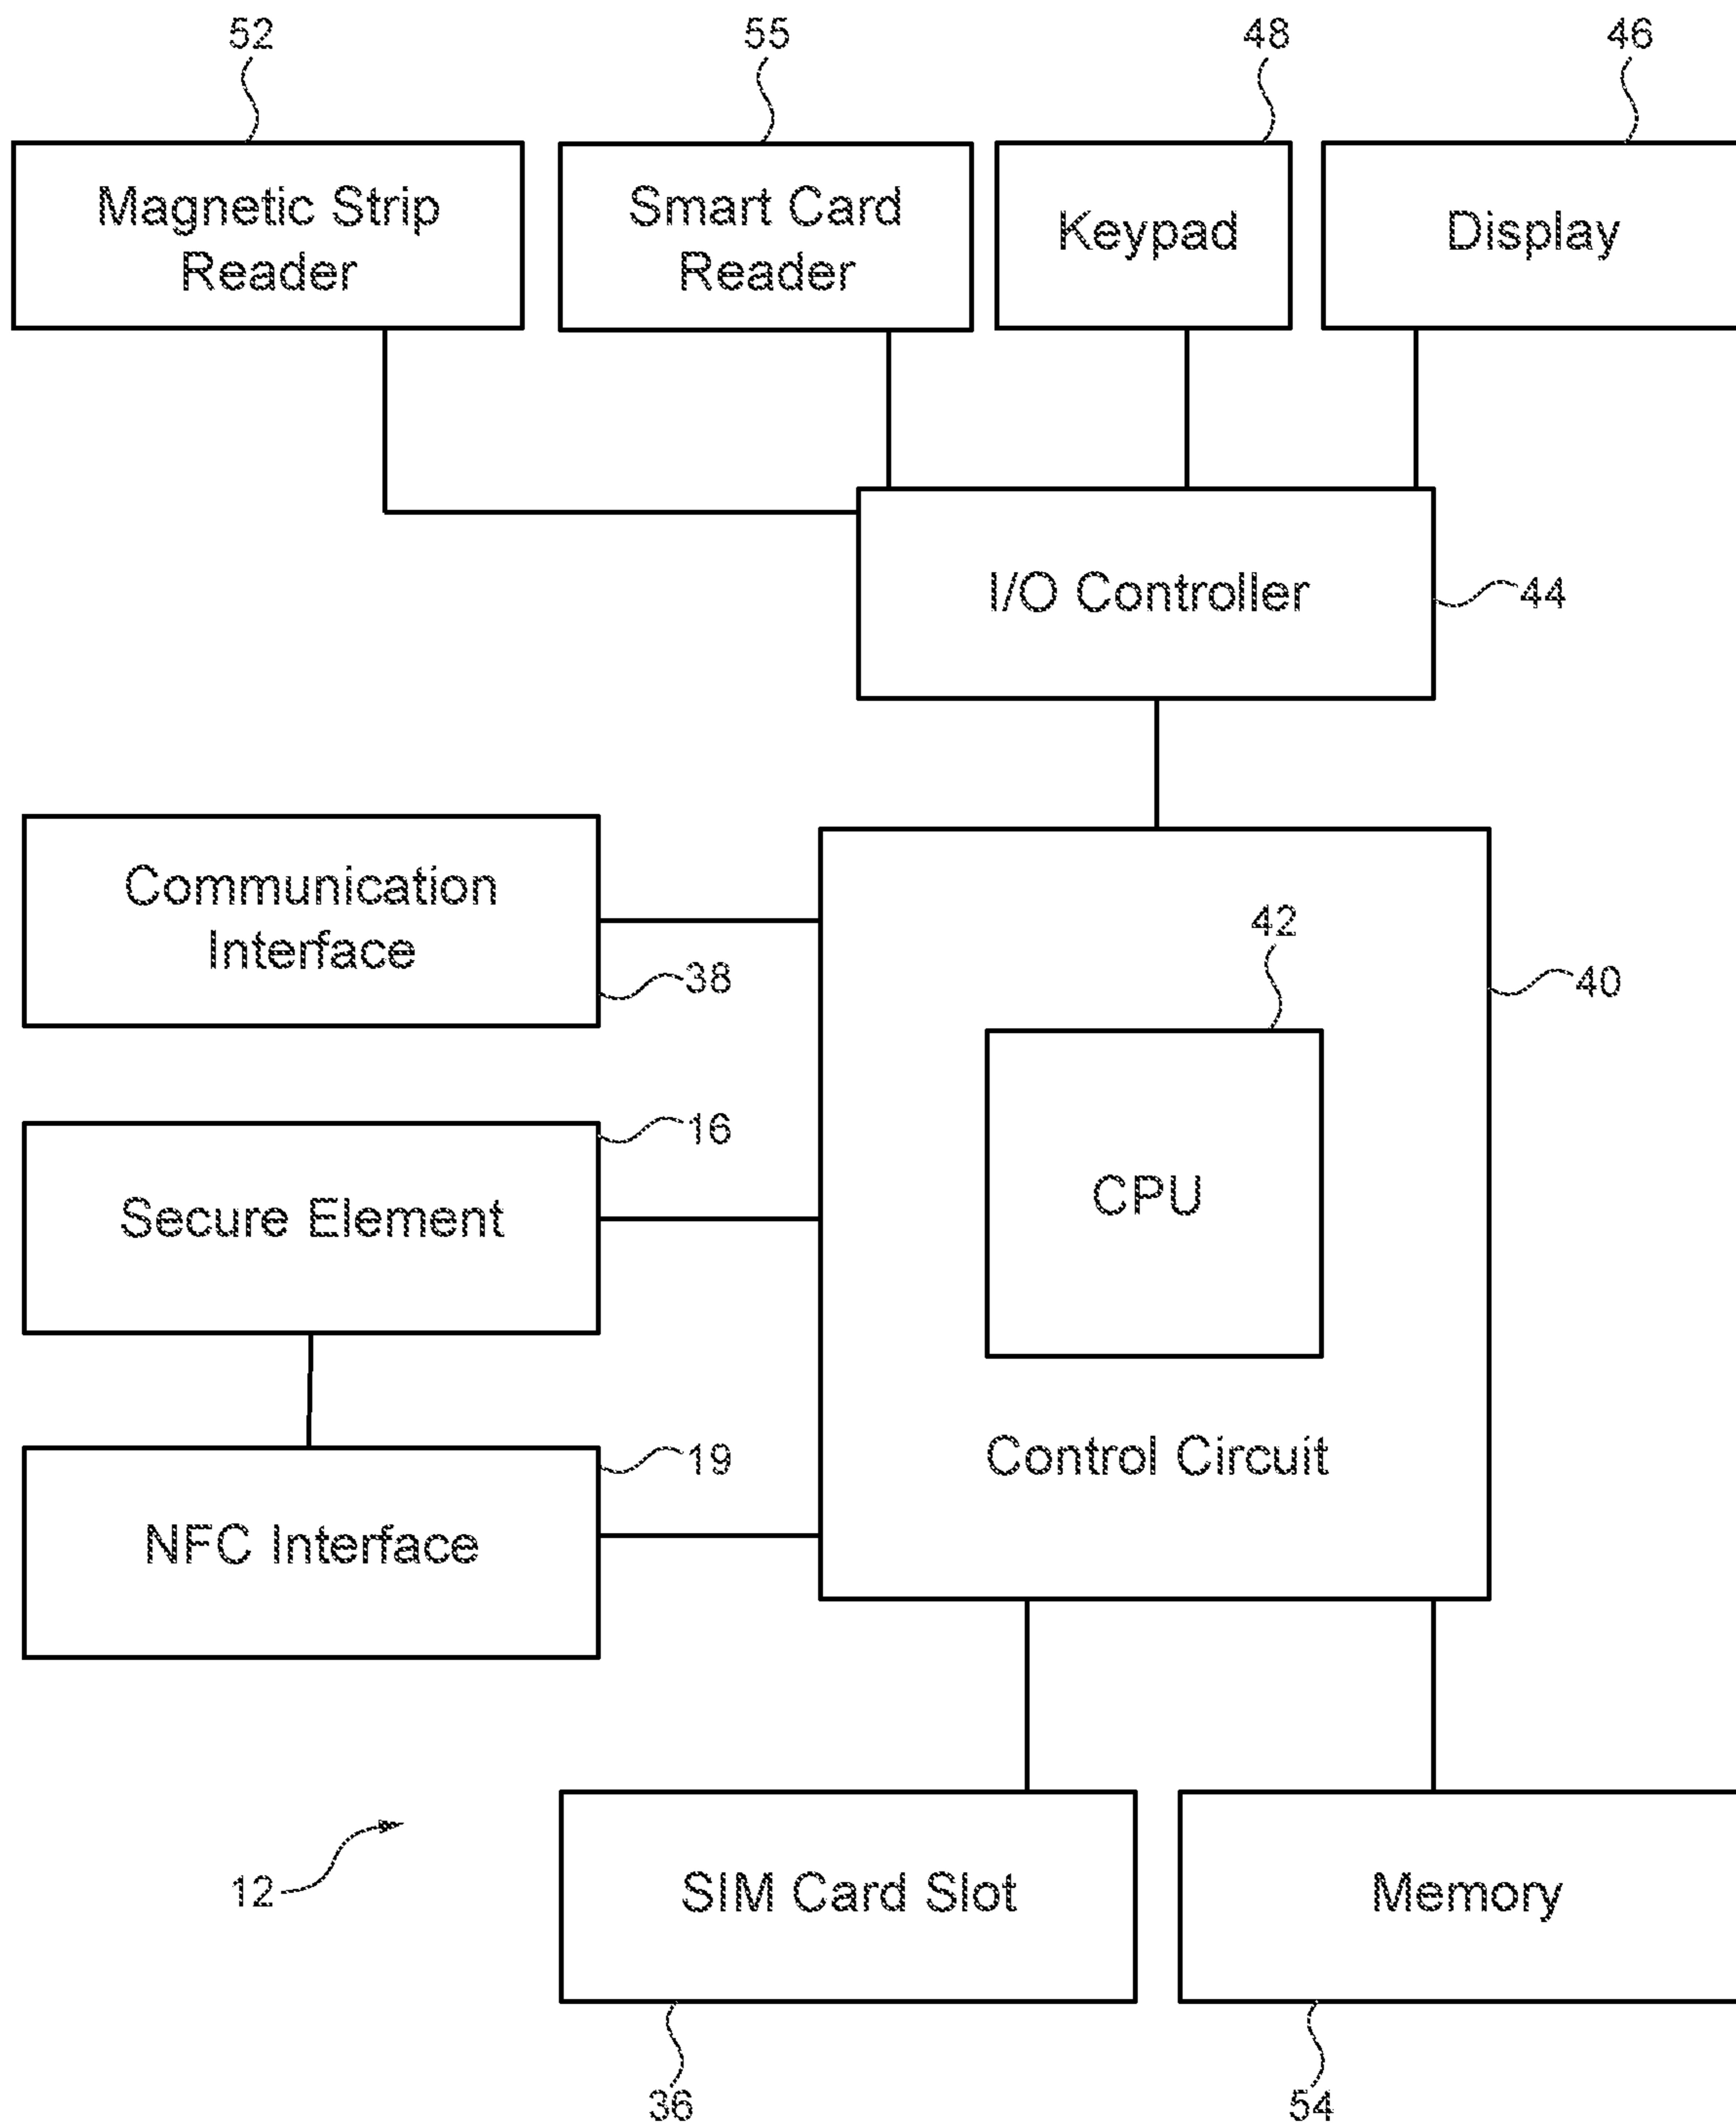 52
55
48
46
Magnetic Strip
Reader
Smart Card
Reader
Keypad
Display
I/O Controller
44
Communication
Interface
38
42
40
16
Secure Element
CPU
19
Control Circuit
NFC Interface
12
SIM Card Slot
Memory
36
54